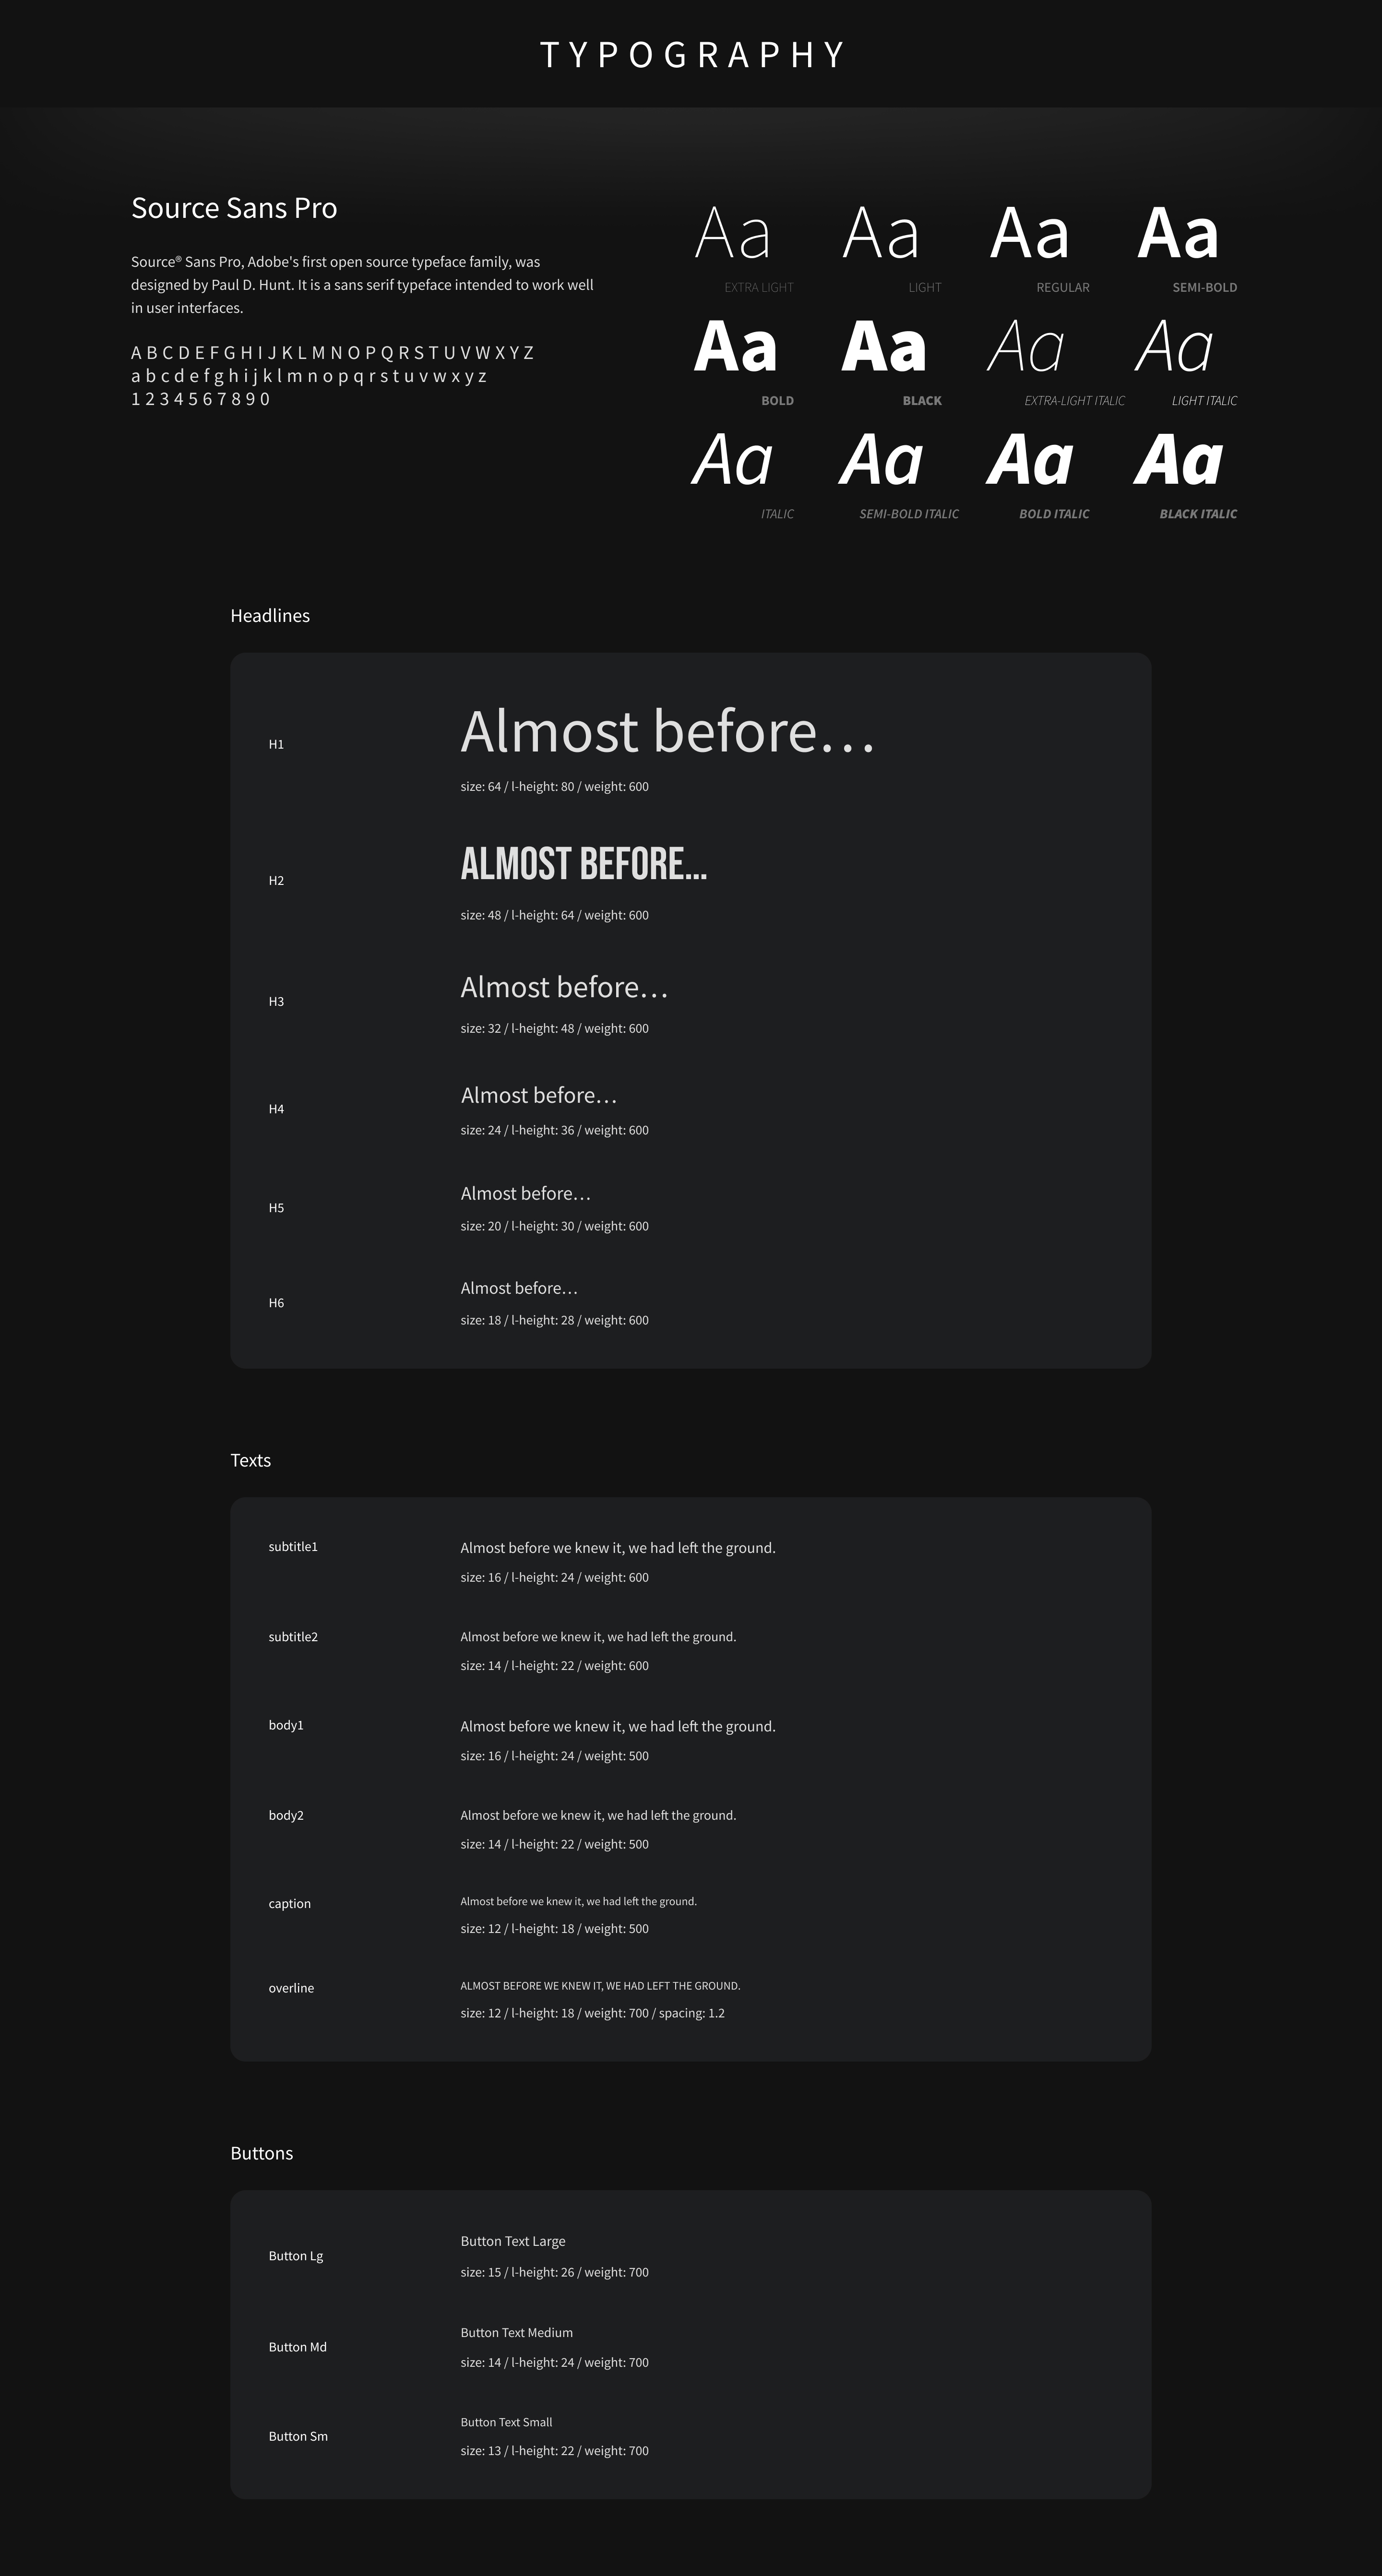 TYPOGRAPHY
Source Sans Pro
Source® Sans Pro, Adobe's first open source typeface family, was
designed by Paul D. Hunt. It is a sans serif typeface intended to work well
in user interfaces.
A B C D E F G H I J K L M N O P Q R S T U V W X Y Z
a b c d e f g h i j k l m n o p q r s t u v w x y z
1 2 3 4 5 6 7 8 9 0
Aa Aa Aa Aa
EXTRA LIGHT LIGHT REGULAR SEMI-BOLD
Aa Aa Aa Aa
BOLD BLACK EXTRA-LIGHT ITALIC LIGHT ITALIC
Aa Aa Aa Aa
ITALIC SEMI-BOLD ITALIC BOLD ITALIC BLACK ITALIC
Headlines
H1
Almost before…
size: 64 / l-height: 80 / weight: 600
H2
ALMOST BEFORE…
size: 48 / l-height: 64 / weight: 600
H3
Almost before…
size: 32 / l-height: 48 / weight: 600
H4
Almost before…
size: 24 / l-height: 36 / weight: 600
H5
Almost before…
size: 20 / l-height: 30 / weight: 600
H6
Almost before…
size: 18 / l-height: 28 / weight: 600
Texts
subtitle1
Almost before we knew it, we had left the ground.
size: 16 / l-height: 24 / weight: 600
subtitle2
Almost before we knew it, we had left the ground.
size: 14 / l-height: 22 / weight: 600
body1
Almost before we knew it, we had left the ground.
size: 16 / l-height: 24 / weight: 500
body2
Almost before we knew it, we had left the ground.
size: 14 / l-height: 22 / weight: 500
caption
Almost before we knew it, we had left the ground.
size: 12 / l-height: 18 / weight: 500
overline
ALMOST BEFORE WE KNEW IT, WE HAD LEFT THE GROUND.
size: 12 / l-height: 18 / weight: 700 / spacing: 1.2
Buttons
Button Lg
Button Text Large
size: 15 / l-height: 26 / weight: 700
Button Md
Button Text Medium
size: 14 / l-height: 24 / weight: 700
Button Sm
Button Text Small
size: 13 / l-height: 22 / weight: 700